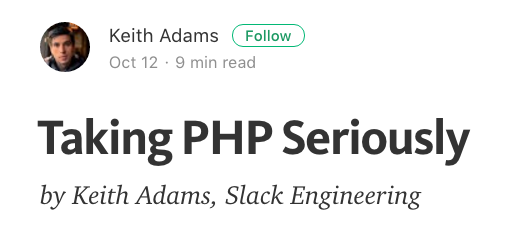 Keith Adams Follow
Oct 12 · 9 min read
Taking PHP Seriously
by Keith Adams, Slack Engineering